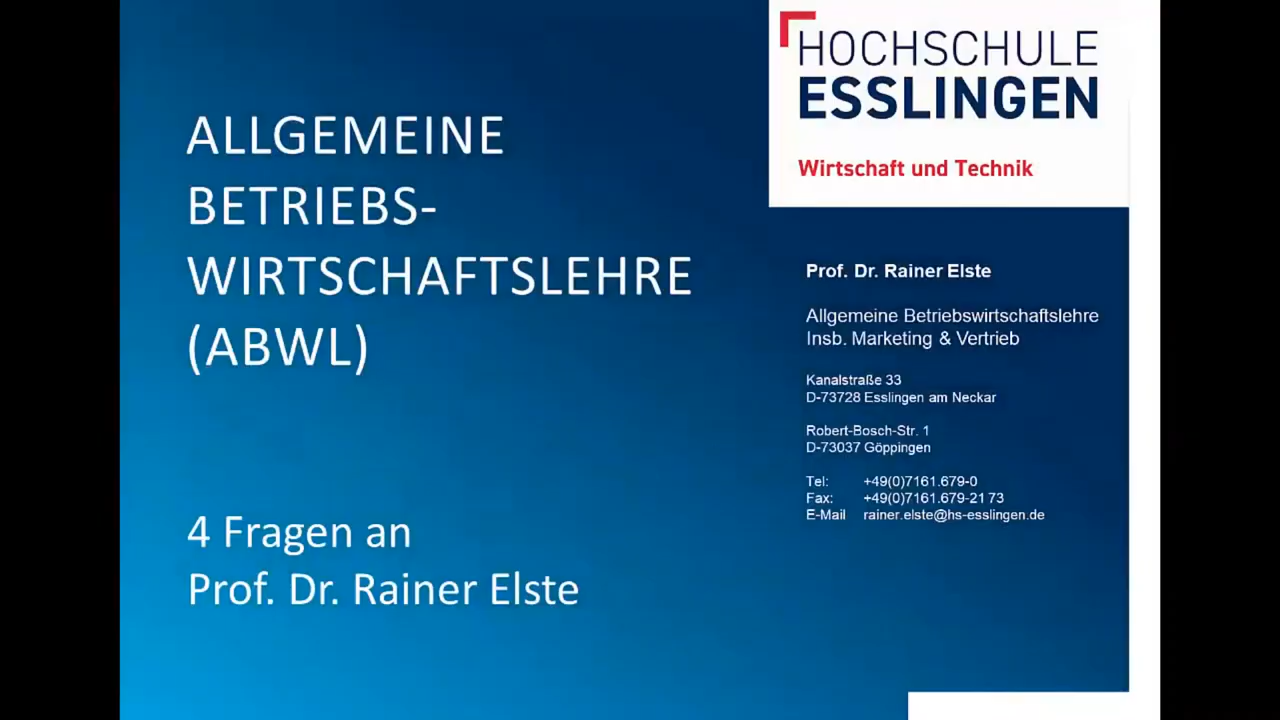 ALLGEMEINE
BETRIEBS-
WIRTSCHAFTSLEHRE
(ABWL)
4 Fragen an
Prof. Dr. Rainer Elste
HOCHSCHULE
ESSLINGEN
Wirtschaft und Technik
Prof. Dr. Rainer Elste
Allgemeine Betriebswirtschaftslehre
Insb. Marketing & Vertrieb
Kanalstraße 33
D-73728 Esslingen am Neckar
Robert-Bosch-Str. 1
D-73037 Göppingen
Tel: +49(0)7161.679-0
Fax: +49(0)7161.679-21 73
E-Mail rainer.elste@hs-esslingen.de